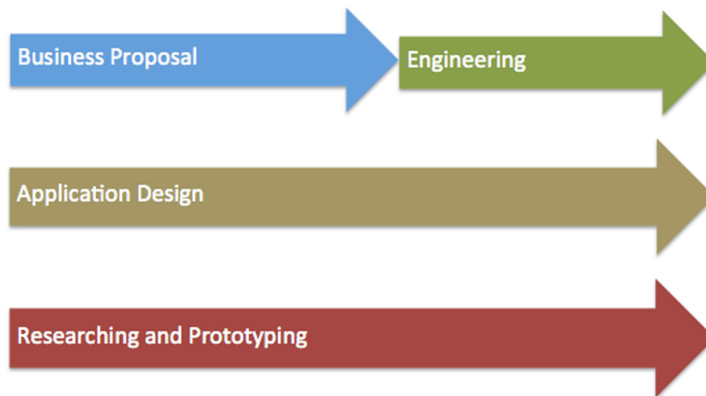 Business Proposal
Engineering
Application Design
Researching and Prototyping